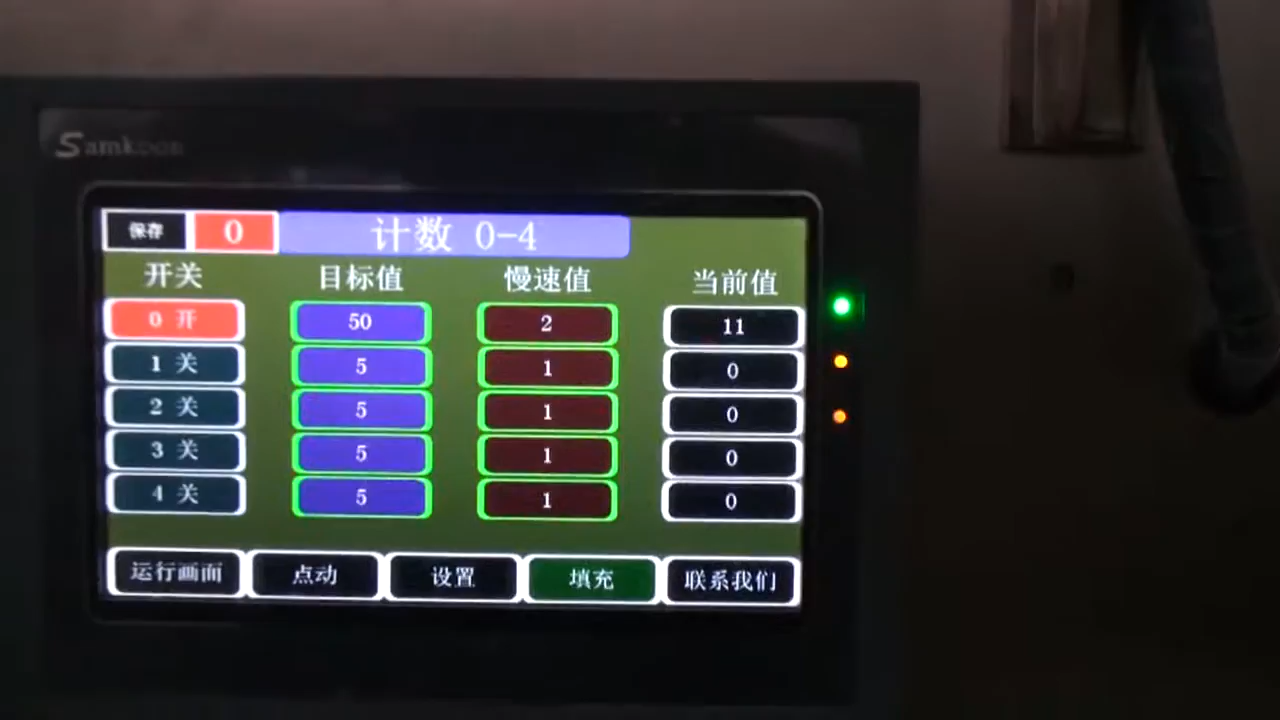 Samkoon
保存 0 计数 0-4
开关 目标值 慢速值 当前值
0 开 50 2 11
1 关 5 1 0
2 关 5 1 0
3 关 5 1 0
4 关 5 1 0
运行画面 点动 设置 填充 联系我们